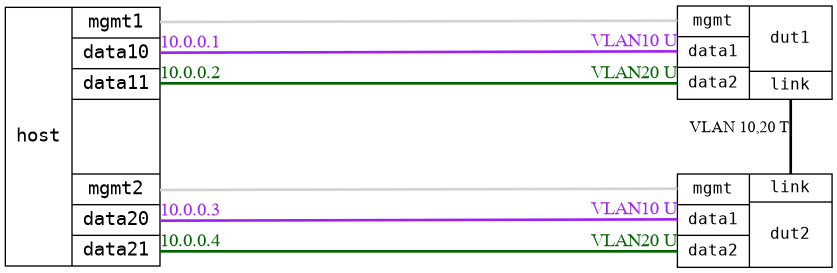 host
mgmt1
mgmt
dut1
data10
10.0.0.1
VLAN10 U
data1
data11
10.0.0.2
VLAN20 U
data2
link
VLAN 10,20 T
mgmt2
mgmt
link
data20
10.0.0.3
VLAN10 U
data1
dut2
data21
10.0.0.4
VLAN20 U
data2